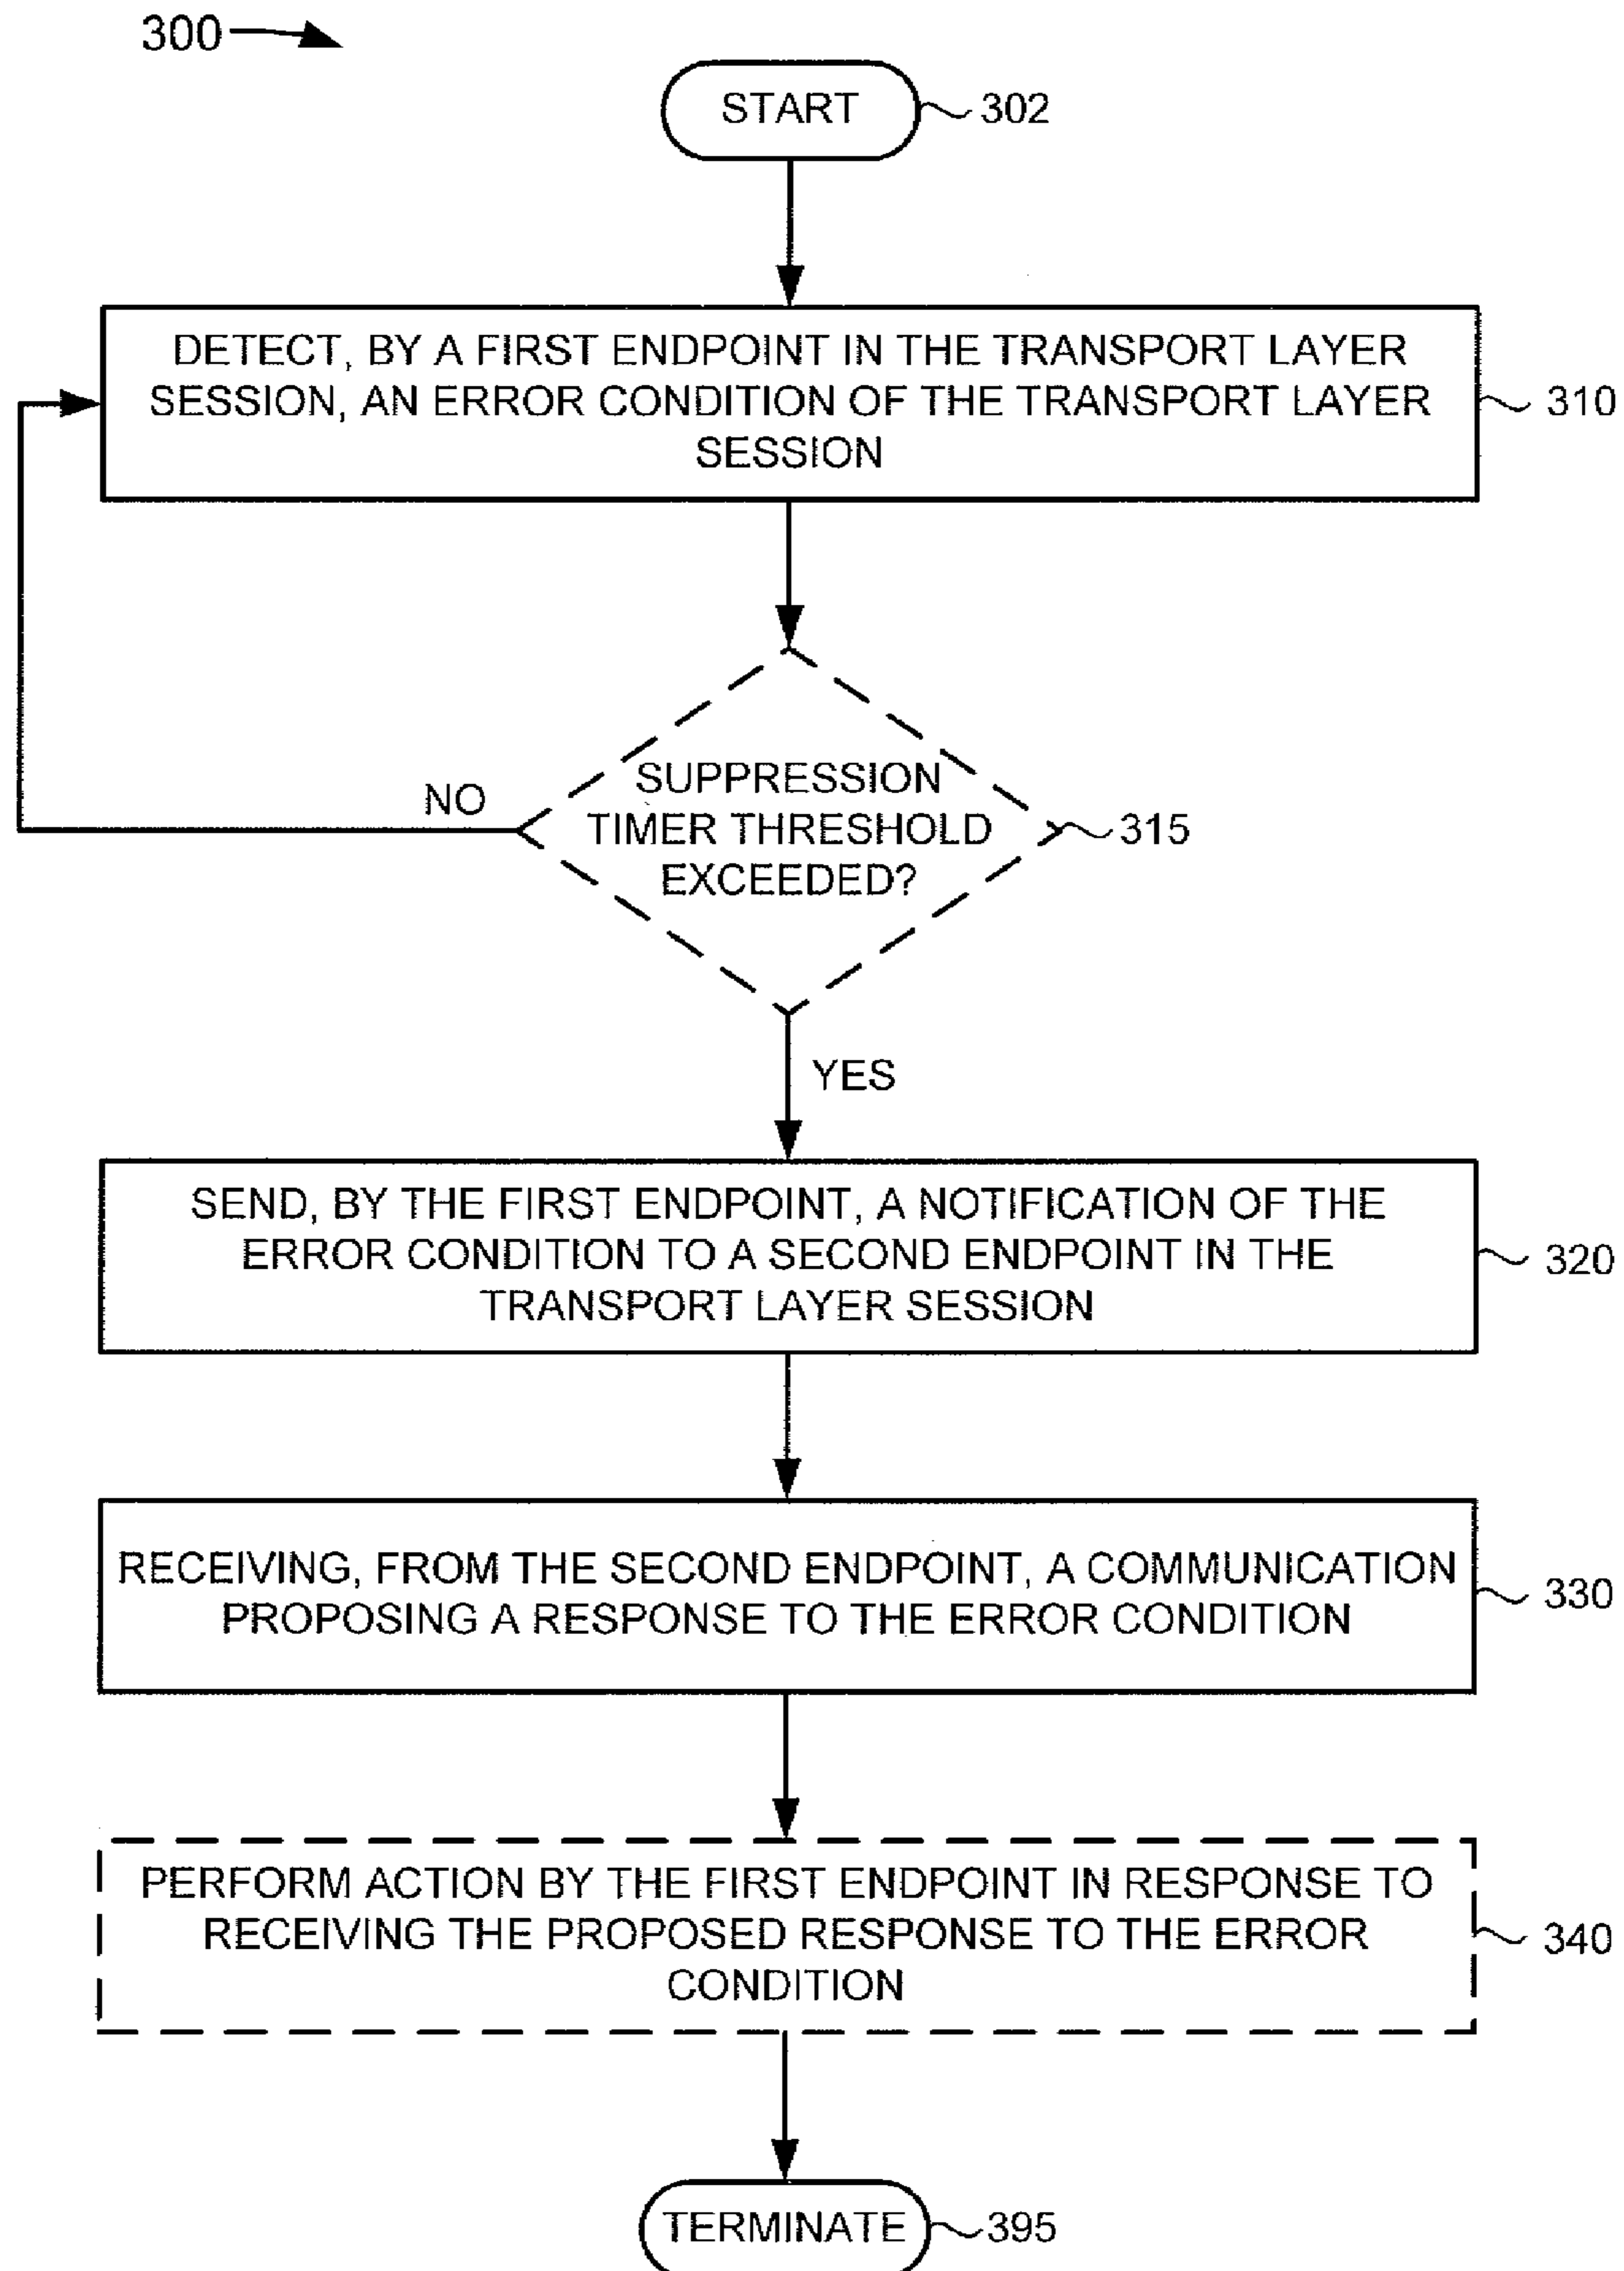 300
START
302
DETECT, BY A FIRST ENDPOINT IN THE TRANSPORT LAYER
SESSION, AN ERROR CONDITION OF THE TRANSPORT LAYER
SESSION
310
NO
SUPPRESSION
TIMER THRESHOLD
EXCEEDED?
315
YES
SEND, BY THE FIRST ENDPOINT, A NOTIFICATION OF THE
ERROR CONDITION TO A SECOND ENDPOINT IN THE
TRANSPORT LAYER SESSION
320
RECEIVING, FROM THE SECOND ENDPOINT, A COMMUNICATION
PROPOSING A RESPONSE TO THE ERROR CONDITION
330
PERFORM ACTION BY THE FIRST ENDPOINT IN RESPONSE TO
RECEIVING THE PROPOSED RESPONSE TO THE ERROR
CONDITION
340
TERMINATE
395